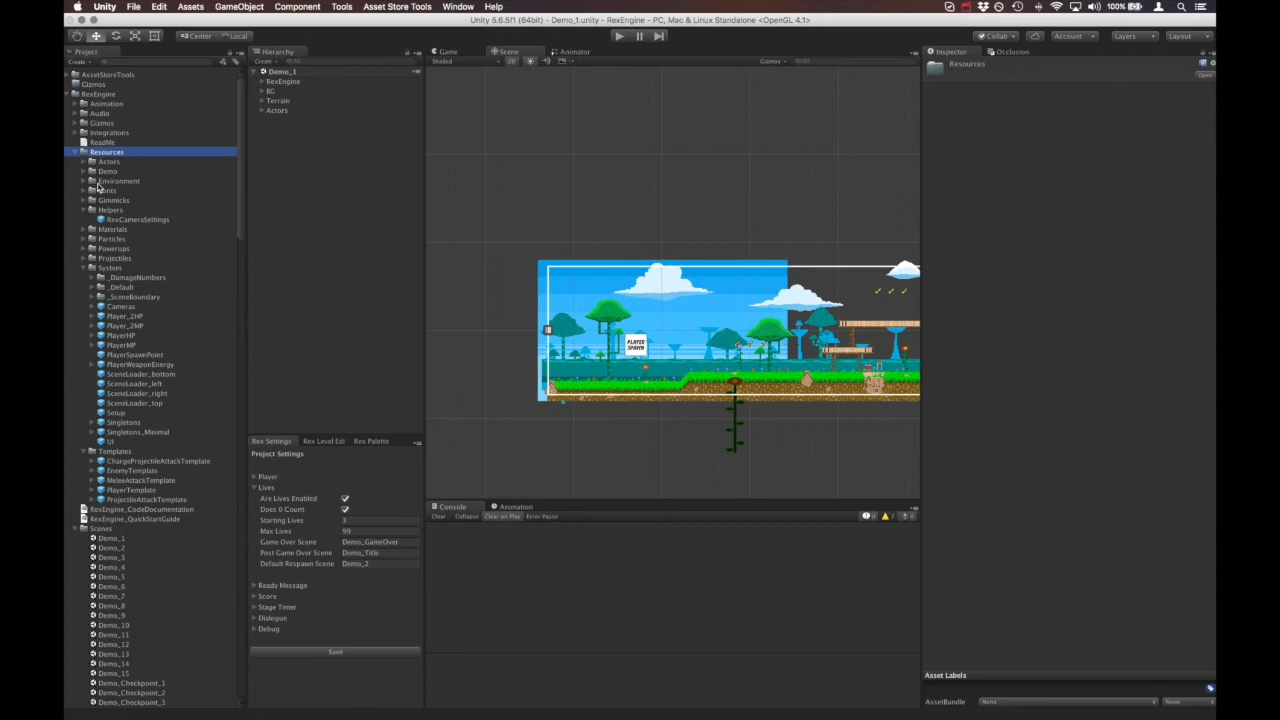 Unity File Edit Assets GameObject Component Tools Asset Store Tools Window Help 100%
Unity 5.6.5f1 (64bit) - Demo_1.unity - RexEngine - PC, Mac & Linux Standalone <OpenGL 4.1>
Center Local Collab Account Layers Layout
Project
Create
AssetStoreTools
Gizmos
RexEngine
Animation
Audio
Gizmos
Integrations
ReadMe
Resources
Actors
Demo
Environment
Fonts
Gimmicks
Helpers
RexCameraSettings
Materials
Particles
Powerups
Projectiles
System
_DamageNumbers
_Default
_SceneBoundary
Cameras
Player_2HP
Player_2MP
PlayerHP
PlayerMP
PlayerSpawnPoint
PlayerWeaponEnergy
SceneLoader_bottom
SceneLoader_left
SceneLoader_right
SceneLoader_top
Setup
Singletons
Singletons_Minimal
UI
Templates
ChargeProjectileAttackTemplate
EnemyTemplate
MeleeAttackTemplate
PlayerTemplate
ProjectileAttackTemplate
RexEngine_CodeDocumentation
RexEngine_QuickStartGuide
Scenes
Demo_1
Demo_2
Demo_3
Demo_4
Demo_5
Demo_6
Demo_7
Demo_8
Demo_9
Demo_10
Demo_11
Demo_12
Demo_13
Demo_14
Demo_15
Demo_Checkpoint_1
Demo_Checkpoint_2
Demo_Checkpoint_3
Hierarchy
Create
Demo_1
RexEngine
BG
Terrain
Actors
Rex Settings Rex Level Edi Rex Palette
Project Settings
Player
Lives
Are Lives Enabled
Does 0 Count
Starting Lives 3
Max Lives 99
Game Over Scene Demo_GameOver
Post Game Over Scene Demo_Title
Default Respawn Scene Demo_2
Ready Message
Score
Stage Timer
Dialogue
Debug
Save
Game Scene Animator
Shaded 2D Gizmos
PLAYER
SPAWN
Console Animation
Clear Collapse Clear on Play Error Pause
Inspector Occlusion
Resources
Open
Asset Labels
AssetBundle None None